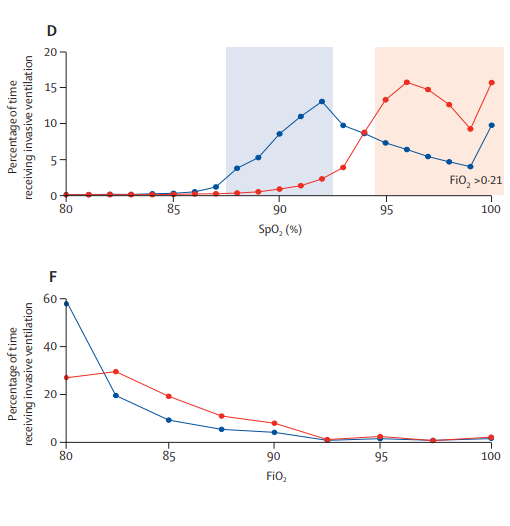 D
Percentage of time
receiving invasive ventilation
20
15
10
5
0
80
85
90
95
100
FiO₂ >0·21
SpO₂ (%)
F
Percentage of time
receiving invasive ventilation
60
40
20
0
80
85
90
95
100
FiO₂